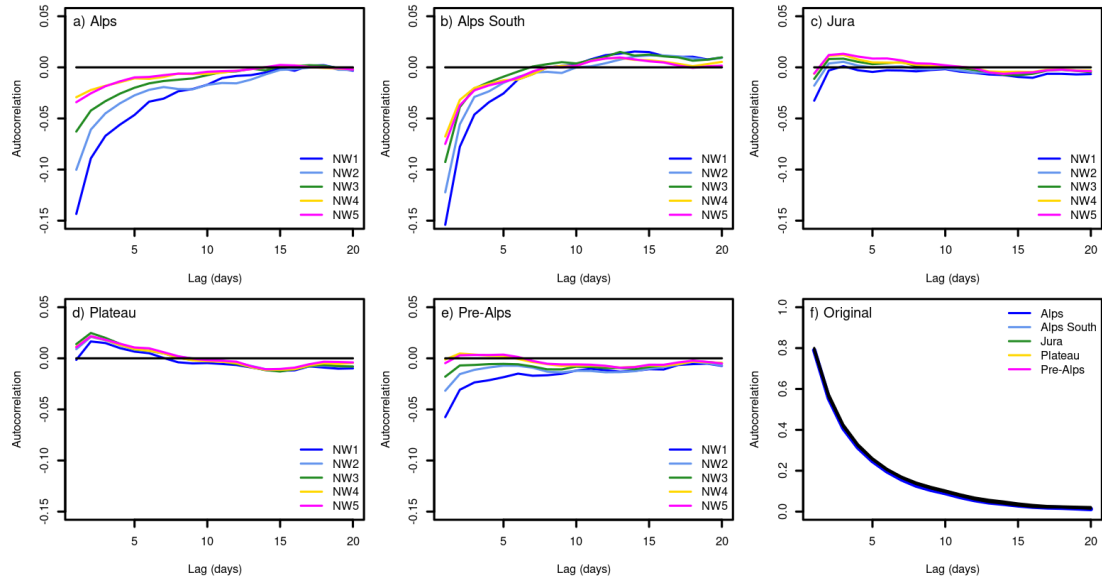 a) Alps
Autocorrelation
0.05
0.00
-0.05
-0.10
-0.15
NW1
NW2
NW3
NW4
NW5
5
10
15
20
Lag (days)
b) Alps South
Autocorrelation
0.05
0.00
-0.05
-0.10
-0.15
NW1
NW2
NW3
NW4
NW5
5
10
15
20
Lag (days)
c) Jura
Autocorrelation
0.05
0.00
-0.05
-0.10
-0.15
NW1
NW2
NW3
NW4
NW5
5
10
15
20
Lag (days)
d) Plateau
Autocorrelation
0.05
0.00
-0.05
-0.10
-0.15
NW1
NW2
NW3
NW4
NW5
5
10
15
20
Lag (days)
e) Pre-Alps
Autocorrelation
0.05
0.00
-0.05
-0.10
-0.15
NW1
NW2
NW3
NW4
NW5
5
10
15
20
Lag (days)
f) Original
Autocorrelation
1.0
0.8
0.6
0.4
0.2
0.0
Alps
Alps South
Jura
Plateau
Pre-Alps
5
10
15
20
Lag (days)